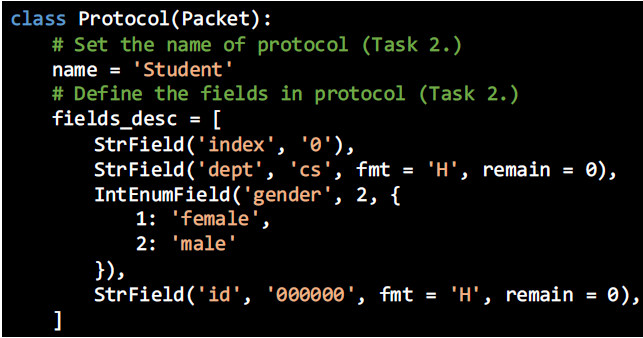 class Protocol(Packet):
    # Set the name of protocol (Task 2.)
    name = 'Student'
    # Define the fields in protocol (Task 2.)
    fields_desc = [
        StrField('index', '0'),
        StrField('dept', 'cs', fmt = 'H', remain = 0),
        IntEnumField('gender', 2, {
            1: 'female',
            2: 'male'
        }),
        StrField('id', '000000', fmt = 'H', remain = 0),
    ]